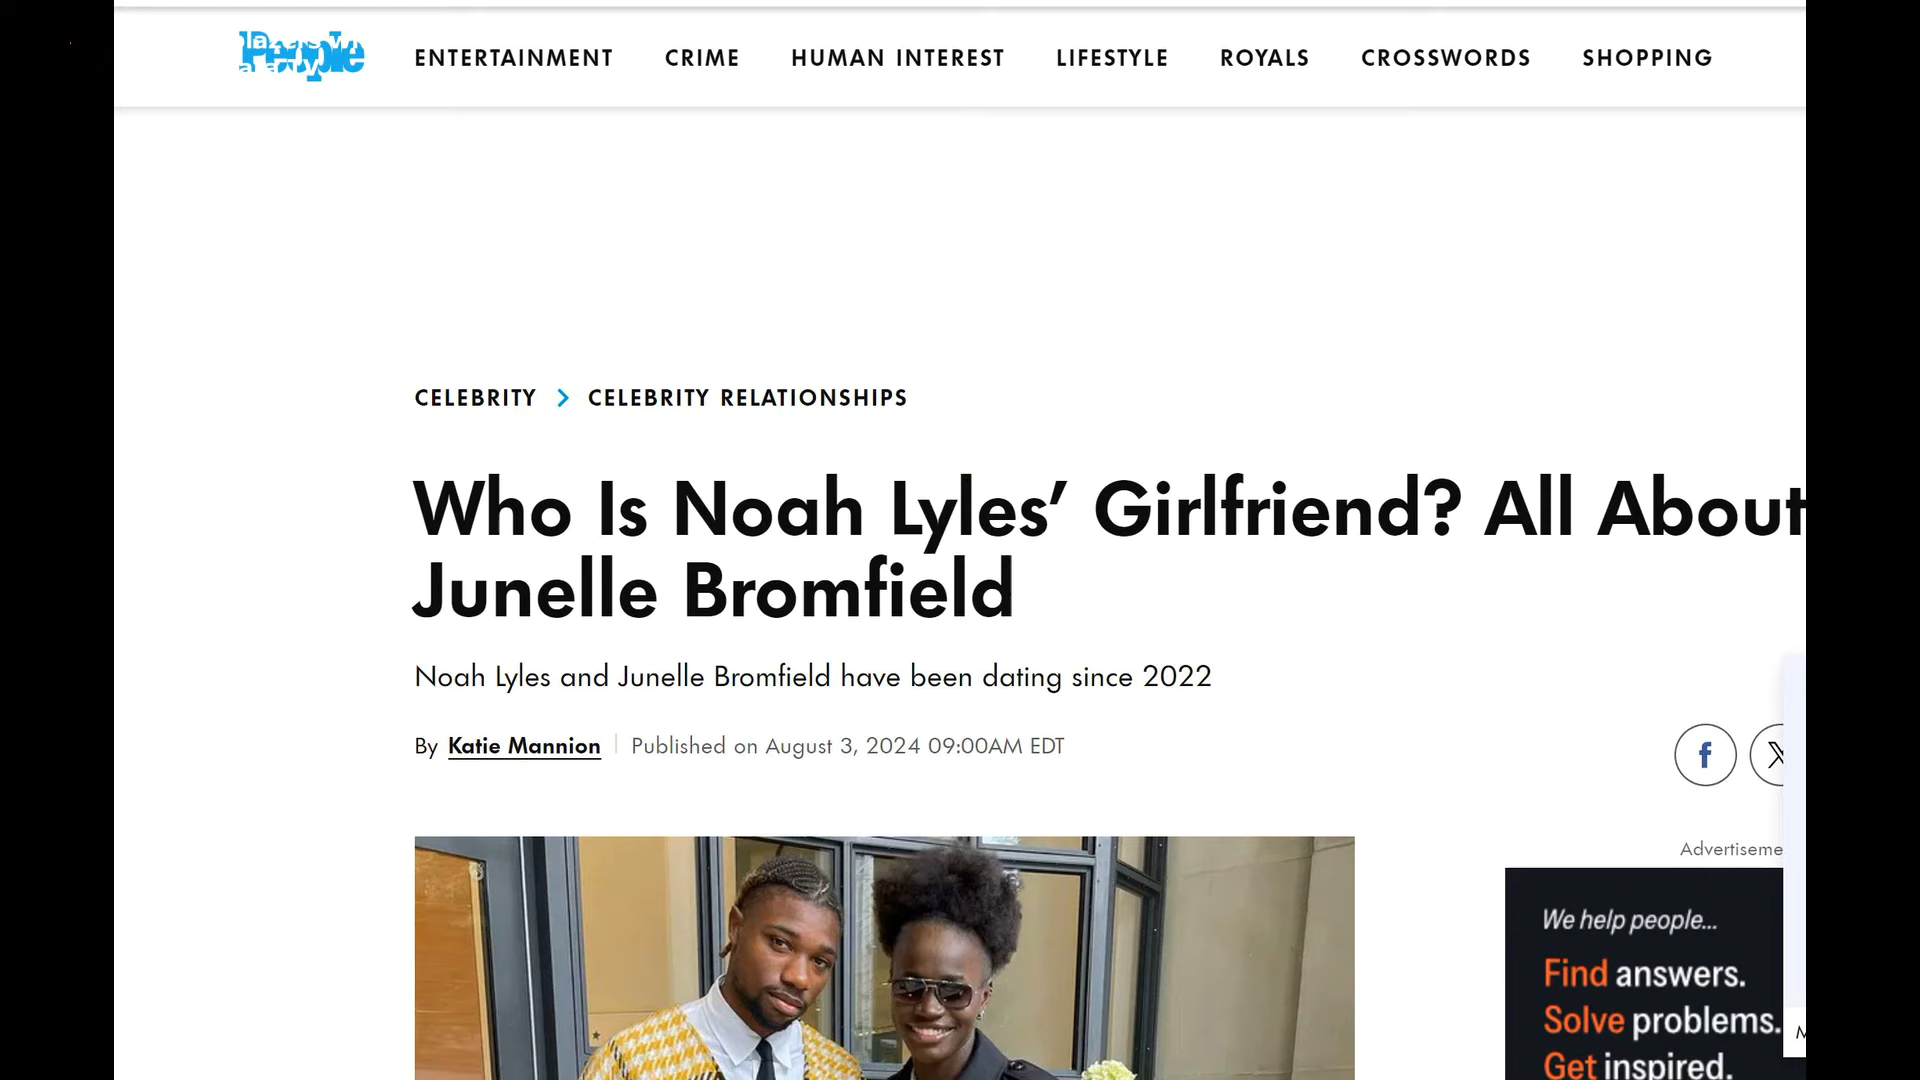 People
ENTERTAINMENT CRIME HUMAN INTEREST LIFESTYLE ROYALS CROSSWORDS SHOPPING
CELEBRITY > CELEBRITY RELATIONSHIPS
Who Is Noah Lyles’ Girlfriend? All About
Junelle Bromfield
Noah Lyles and Junelle Bromfield have been dating since 2022
By Katie Mannion | Published on August 3, 2024 09:00AM EDT
Advertiseme
We help people...
Find answers.
Solve problems.
Get inspired.